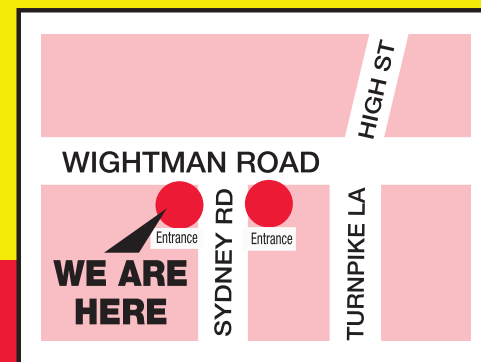 HIGH ST
WIGHTMAN ROAD
Entrance
SYDNEY RD
Entrance
TURNPIKE LA
WE ARE
HERE